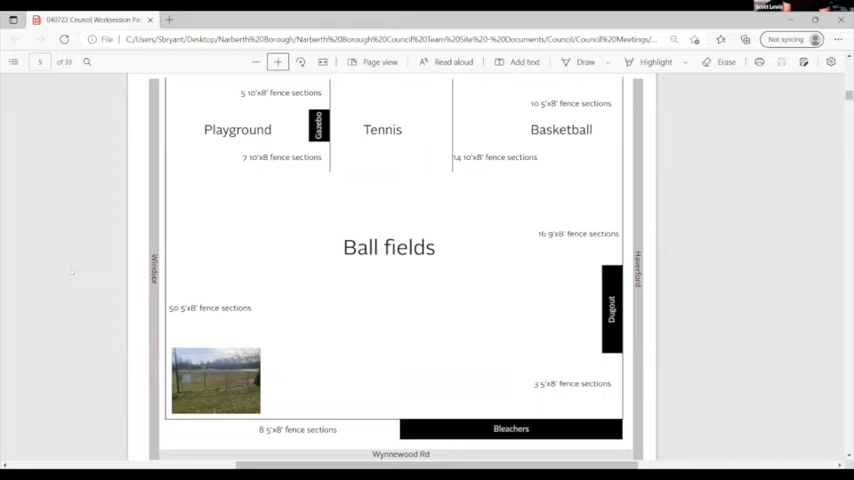 Scott Lewis
040722 Council Worksession Pa
File
C:/Users/Sbryant/Desktop/Narberth%20Borough/Narberth%20Borough%20Council%20Team%20Site%20-%20Documents/Council/Council%20Meetings/...
Not syncing
5 of 39
Page view
Read aloud
Add text
Draw
Highlight
Erase
5 10'x8' fence sections
10 5'x8' fence sections
Playground
Gazebo
Tennis
Basketball
7 10'x8 fence sections
14 10'x8' fence sections
16 9'x8' fence sections
Ball fields
Windsor
Haverford
50 5'x8' fence sections
Dugout
3 5'x8' fence sections
8 5'x8' fence sections
Bleachers
Wynnewood Rd